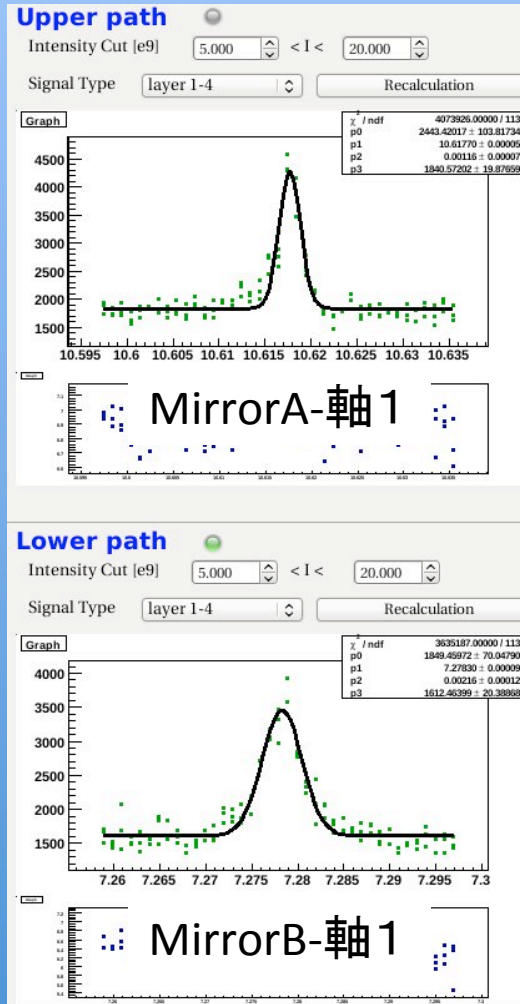 Upper path
Intensity Cut [e9] 5.000 < I < 20.000
Signal Type layer 1-4 Recalculation
Graph
χ² / ndf 4073926.00000 / 113
p0 2443.42017 ± 103.81734
p1 10.61770 ± 0.00005
p2 0.00116 ± 0.00007
p3 1840.57202 ± 19.87659
4500
4000
3500
3000
2500
2000
1500
10.595 10.6 10.605 10.61 10.615 10.62 10.625 10.63 10.635
MirrorA-軸1
Lower path
Intensity Cut [e9] 5.000 < I < 20.000
Signal Type layer 1-4 Recalculation
Graph
χ² / ndf 3635187.00000 / 113
p0 1849.45972 ± 70.04790
p1 7.27830 ± 0.00009
p2 0.00216 ± 0.00012
p3 1612.46399 ± 20.38868
4000
3500
3000
2500
2000
1500
7.26 7.265 7.27 7.275 7.28 7.285 7.29 7.295 7.3
MirrorB-軸1